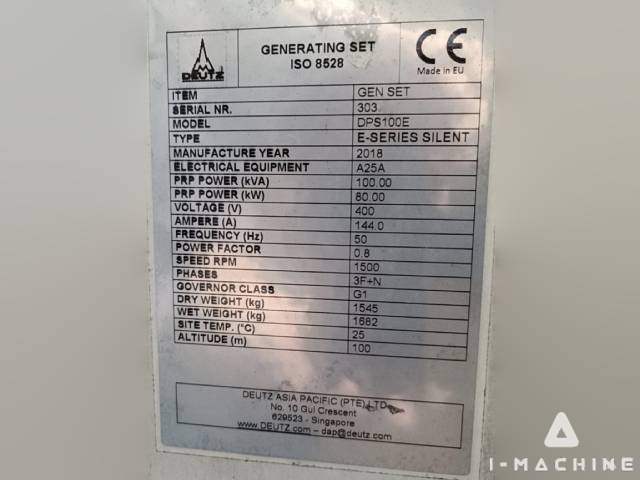 DEUTZ
GENERATING SET
ISO 8528
CE
Made in EU
ITEM GEN SET
SERIAL NR. 303
MODEL DPS100E
TYPE E-SERIES SILENT
MANUFACTURE YEAR 2018
ELECTRICAL EQUIPMENT A25A
PRP POWER (kVA) 100.00
PRP POWER (kW) 80.00
VOLTAGE (V) 400
AMPERE (A) 144.0
FREQUENCY (Hz) 50
POWER FACTOR 0.8
SPEED RPM 1500
PHASES 3F+N
GOVERNOR CLASS G1
DRY WEIGHT (kg) 1545
WET WEIGHT (kg) 1682
SITE TEMP. (°C) 25
ALTITUDE (m) 100
DEUTZ ASIA PACIFIC (PTE) LTD
No. 10 Gul Crescent
629523 - Singapore
www.DEUTZ.com – dap@deutz.com
I-MACHINE